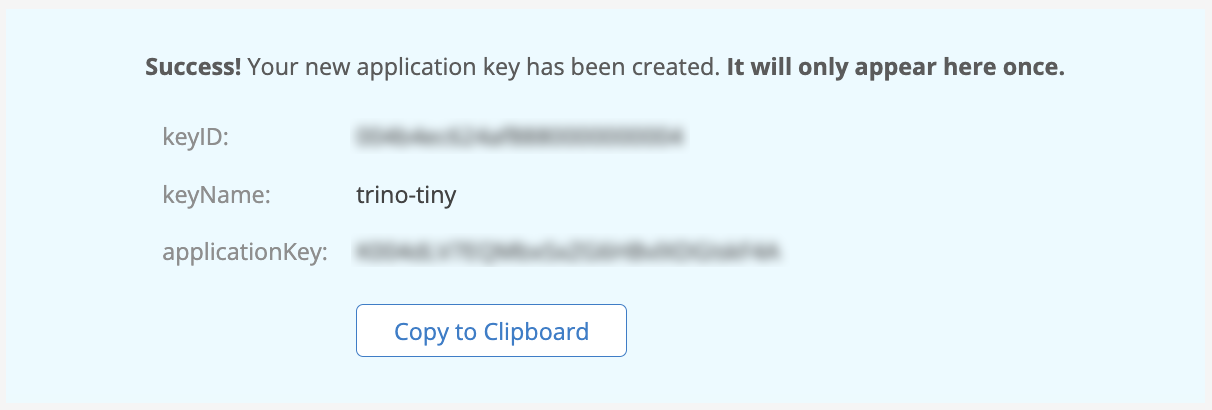 Success! Your new application key has been created. It will only appear here once.
keyID:
keyName: trino-tiny
applicationKey:
Copy to Clipboard